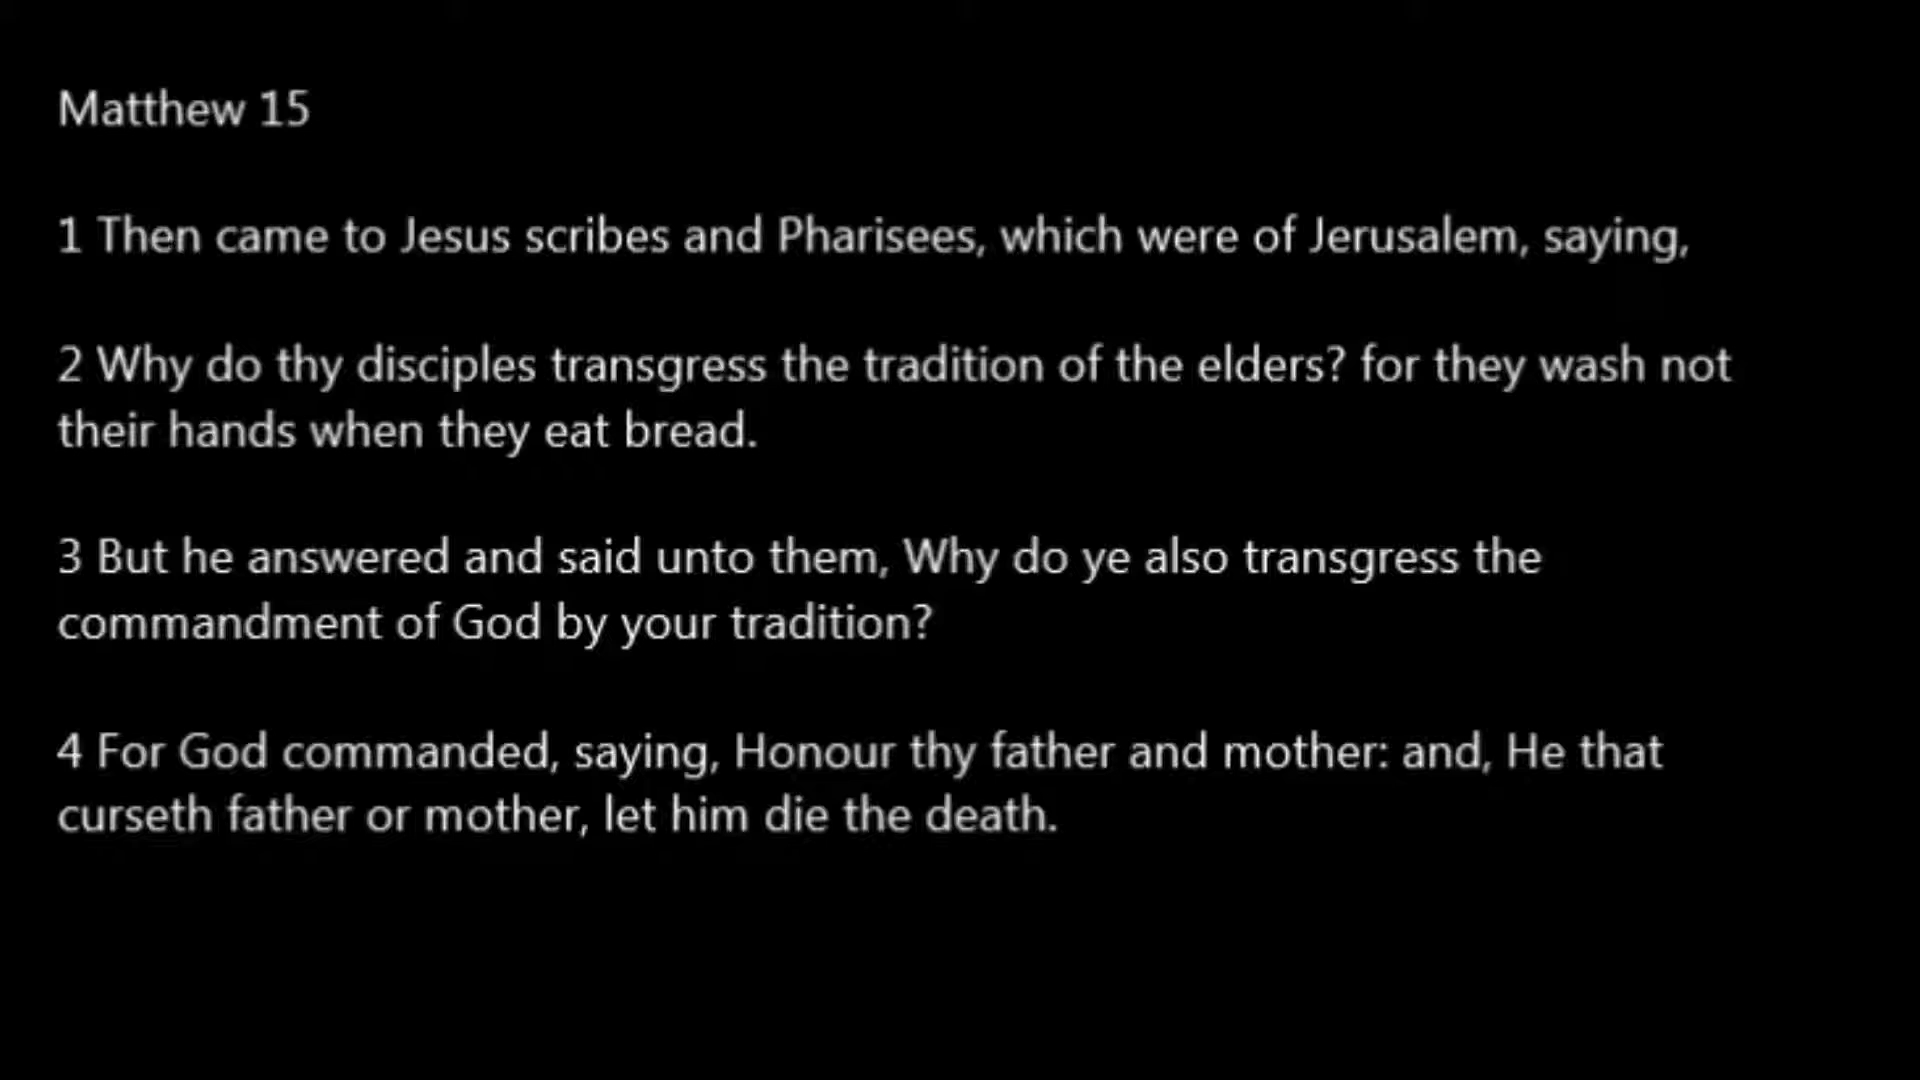 Matthew 15
1 Then came to Jesus scribes and Pharisees, which were of Jerusalem, saying,
2 Why do thy disciples transgress the tradition of the elders? for they wash not
their hands when they eat bread.
3 But he answered and said unto them, Why do ye also transgress the
commandment of God by your tradition?
4 For God commanded, saying, Honour thy father and mother: and, He that
curseth father or mother, let him die the death.